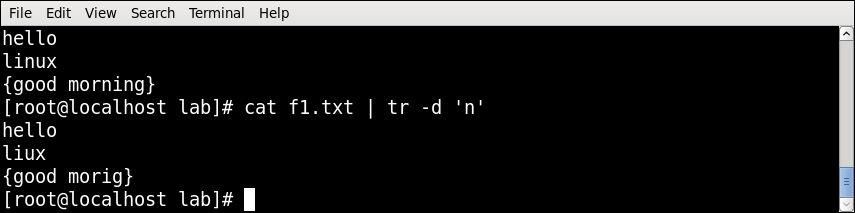 File Edit View Search Terminal Help
hello
linux
{good morning}
[root@localhost lab]# cat f1.txt | tr -d 'n'
hello
liux
{good morig}
[root@localhost lab]#